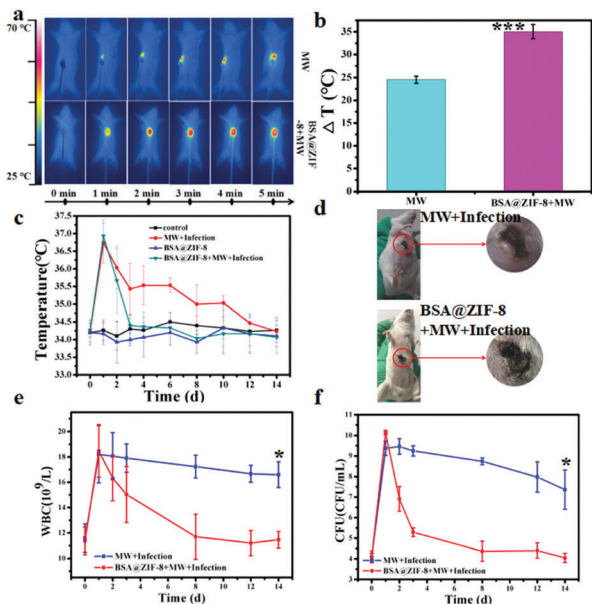 a
70 °C
25 °C
MW
BSA@ZIF
-8+MW
0 min
1 min
2 min
3 min
4 min
5 min
b
Δ T (°C)
35
30
25
20
15
10
5
0
***
MW
BSA@ZIF-8+MW
c
Temperature(°C)
37.5
37.0
36.5
36.0
35.5
35.0
34.5
34.0
33.5
33.0
control
MW+Infection
BSA@ZIF-8
BSA@ZIF-8+MW+Infection
0 2 4 6 8 10 12 14
Time (d)
d
MW+Infection
BSA@ZIF-8
+MW+Infection
e
WBC(10⁹/L)
20
18
16
14
12
10
*
MW+Infection
BSA@ZIF-8+MW+Infection
0 2 4 6 8 10 12 14
Time (d)
f
CFU(CFU/mL)
11
10
9
8
7
6
5
4
3
*
MW+Infection
BSA@ZIF-8+MW+Infection
0 2 4 6 8 10 12 14
Time (d)